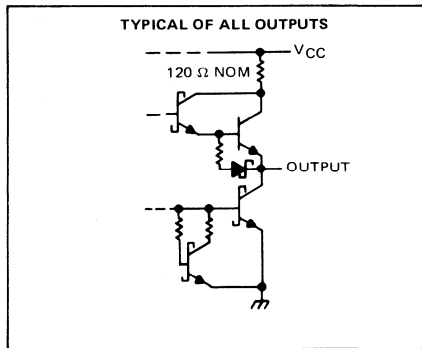 TYPICAL OF ALL OUTPUTS
VCC
120 Ω NOM
OUTPUT